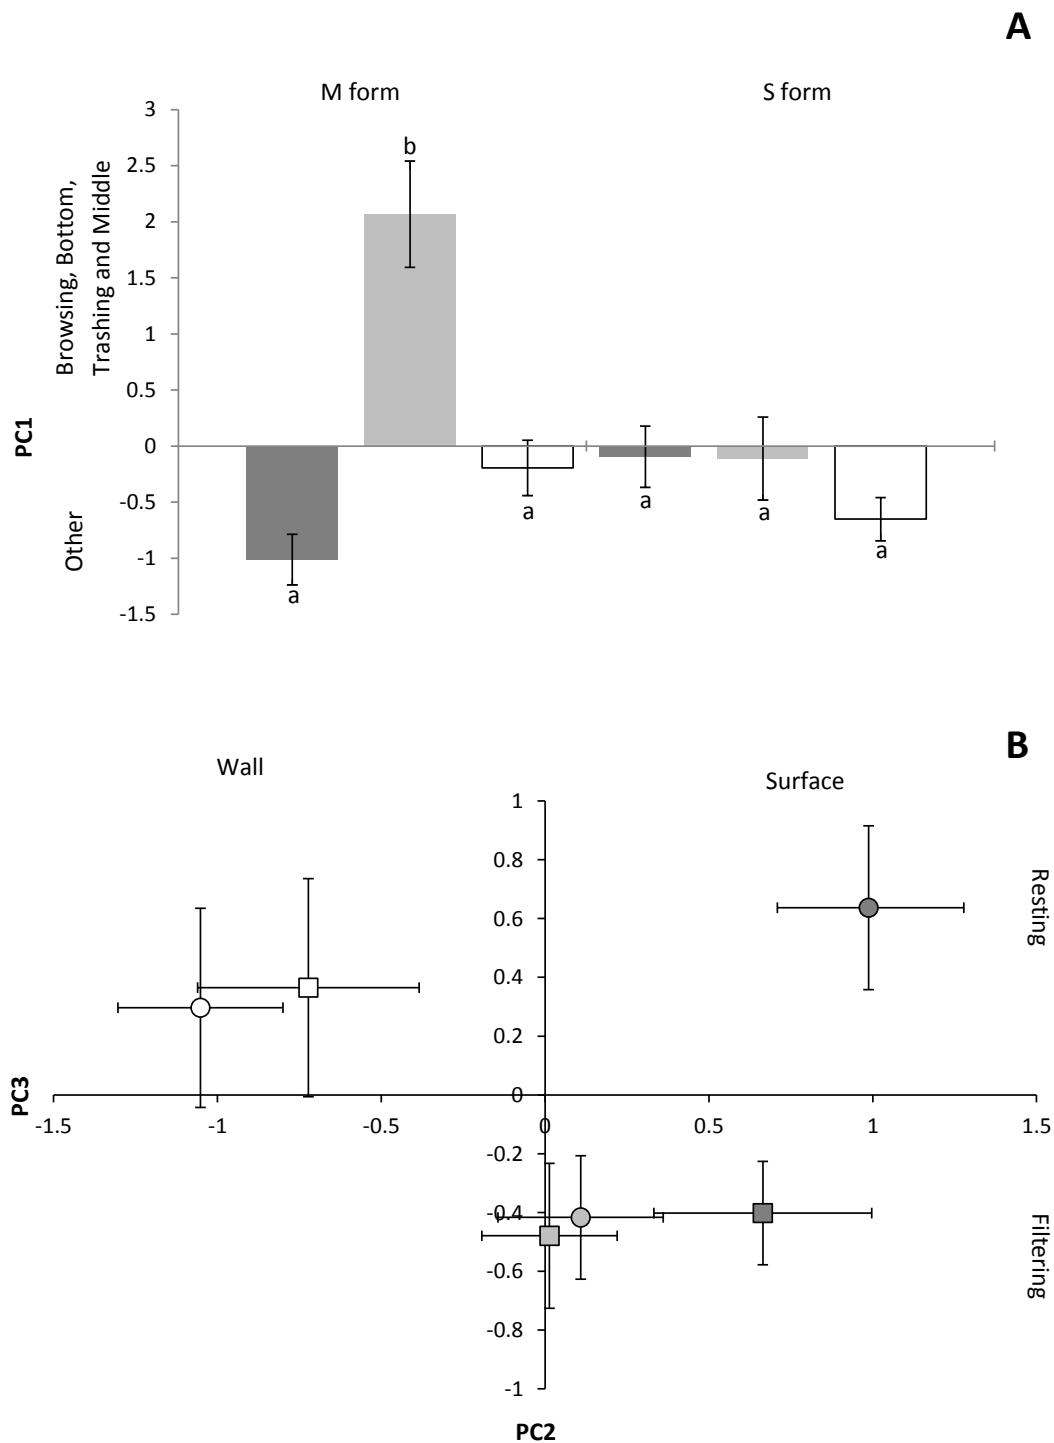 A
M form
S form
3
2.5
2
1.5
1
0.5
0
-0.5
-1
-1.5
b
a
a
a
a
a
Browsing, Bottom,
Trashing and Middle
Other
PC1
B
Wall
Surface
1
0.8
0.6
0.4
0.2
0
-0.2
-0.4
-0.6
-0.8
-1
-1.5
-1
-0.5
0
0.5
1
1.5
Resting
Filtering
PC3
PC2